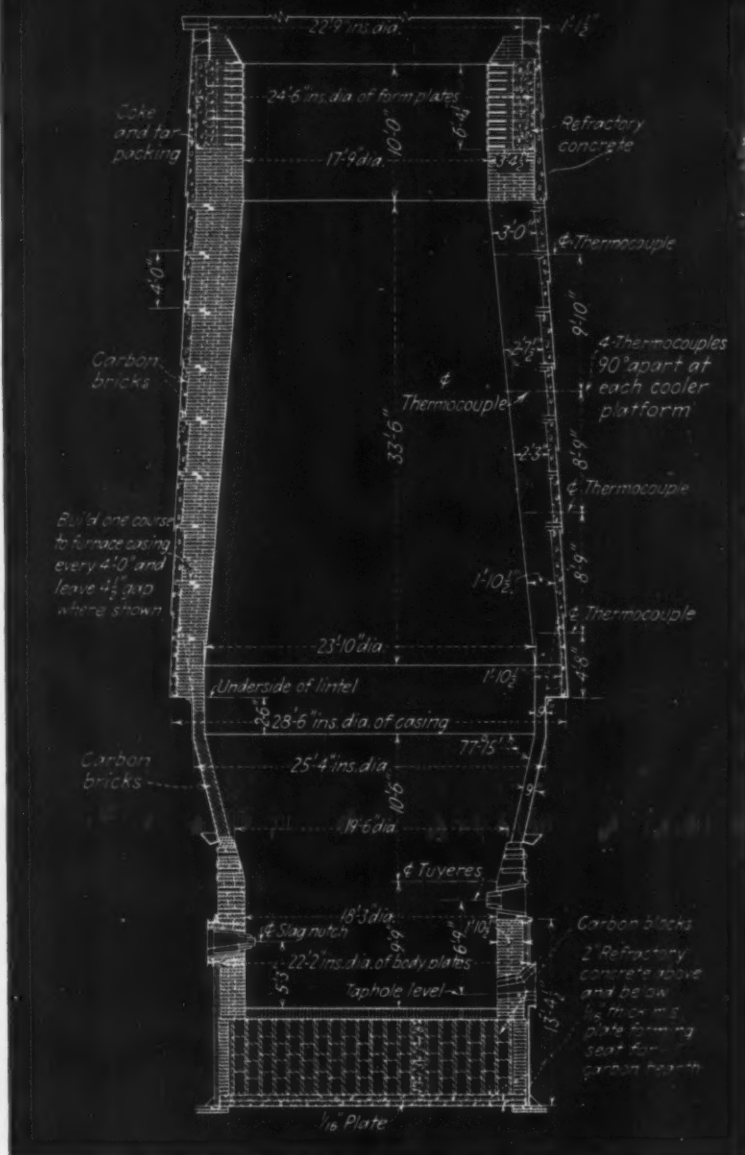 22'9" ins. dia.
1'-1½"
24'-6" ins. dia. of form plates
Coke
and tar
packing
10'-0"
Refractory
concrete
17'-9" dia.
3'-0"
¢ Thermocouple
4'-0"
9'-10"
4-Thermocouples
90° apart at
each cooler
platform
Carbon
bricks
¢
Thermocouple
33'-6"
2'-3"
8'-9"
¢ Thermocouple
Build one course
to furnace casing
every 4'-0" and
leave 4½" gap
where shown
8'-9"
1'-10½"
¢ Thermocouple
23'-10" dia.
4'-8"
1'-10½"
Underside of lintel
28'-6" ins. dia. of casing
Carbon
bricks
25'-4" ins. dia.
10'-6"
19'-6" dia.
¢ Tuyeres
18'-3" dia.
¢ Slag notch
9'-9"
6'-9"
1'-10½"
Carbon blocks
22'-2" ins. dia. of body plates
5'3"
Taphole level
2" Refractory
concrete above
and below
thick m.s.
plate forming
seat for
carbon hearth
13'-4½"
1/16" Plate